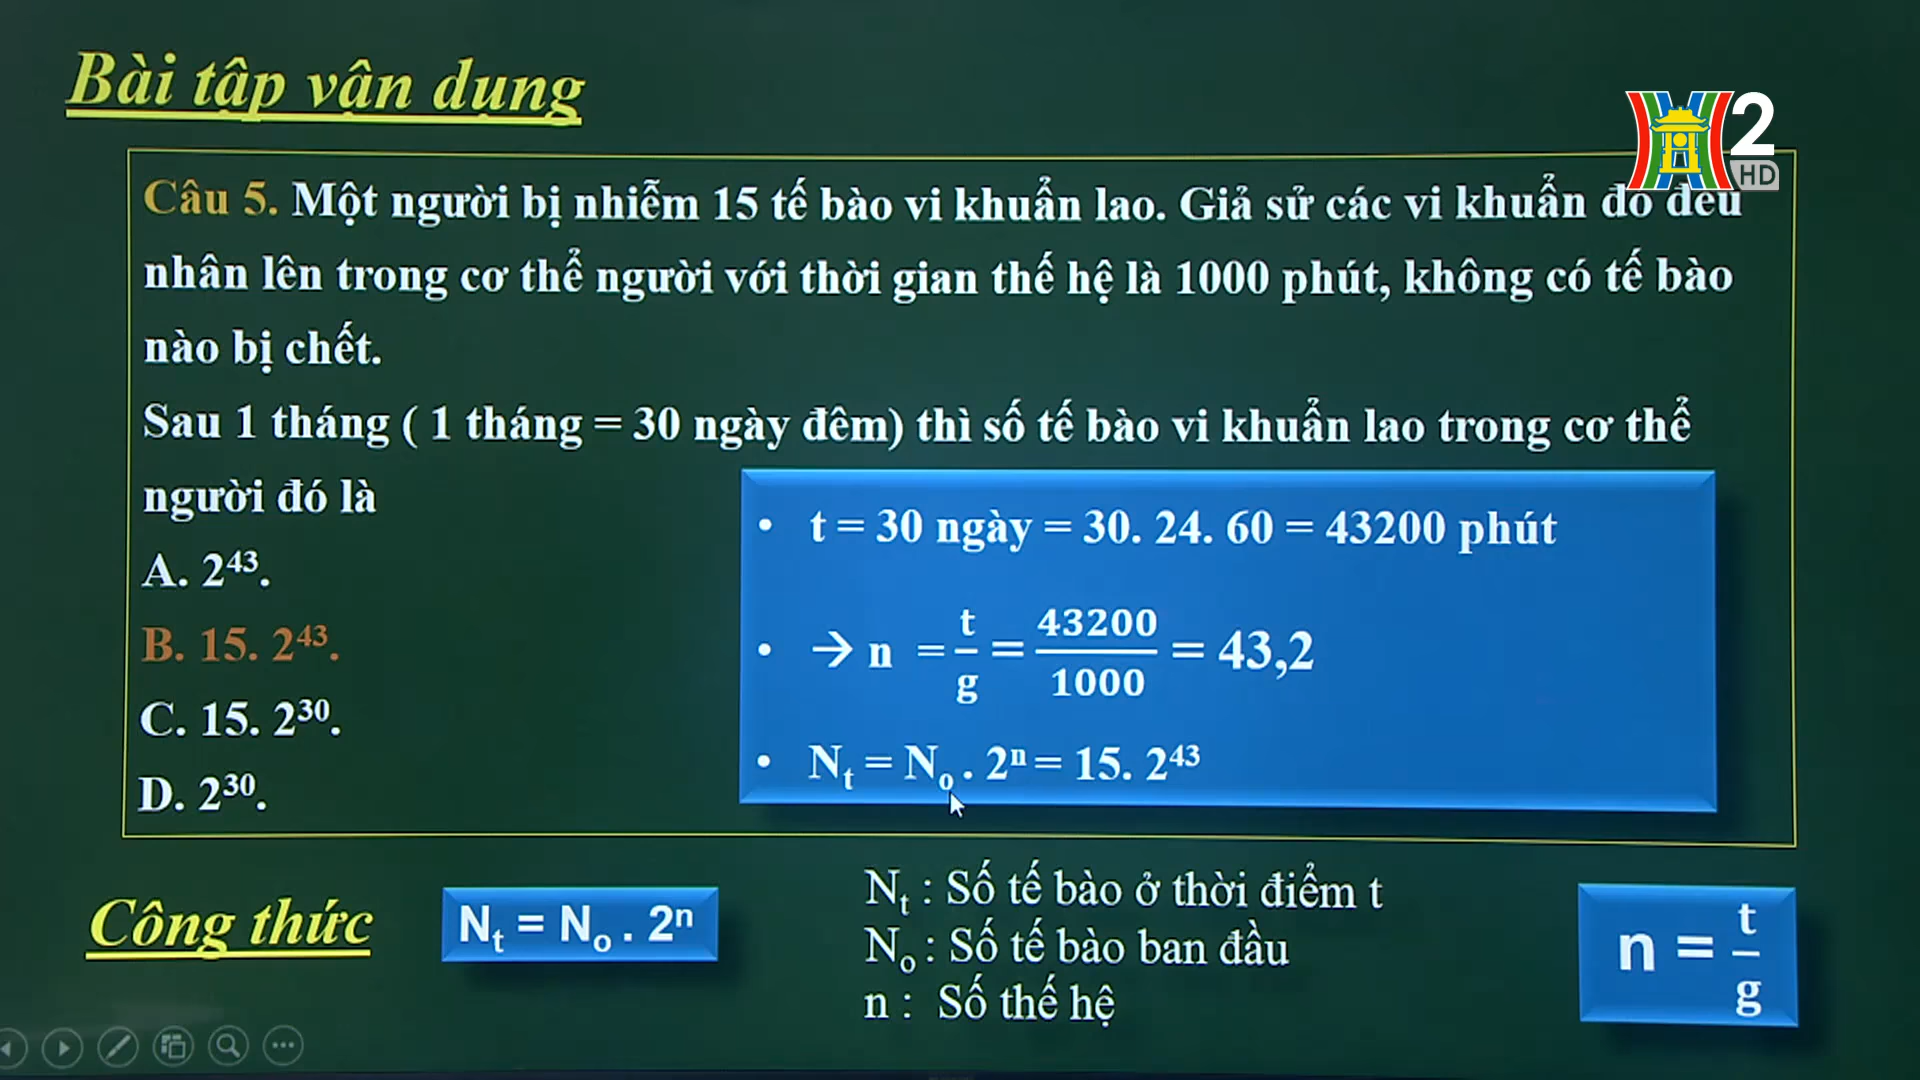 Bài tập vận dụng
2
HD
Câu 5. Một người bị nhiễm 15 tế bào vi khuẩn lao. Giả sử các vi khuẩn đó đều
nhân lên trong cơ thể người với thời gian thế hệ là 1000 phút, không có tế bào
nào bị chết.
Sau 1 tháng ( 1 tháng = 30 ngày đêm) thì số tế bào vi khuẩn lao trong cơ thể
người đó là
A. 2⁴³.
B. 15. 2⁴³.
C. 15. 2³⁰.
D. 2³⁰.
• t = 30 ngày = 30. 24. 60 = 43200 phút
• → n = t/g = 43200/1000 = 43,2
• Nₜ = Nₒ . 2ⁿ = 15. 2⁴³
Công thức
Nₜ = Nₒ . 2ⁿ
Nₜ : Số tế bào ở thời điểm t
Nₒ : Số tế bào ban đầu
n : Số thế hệ
n = t/g